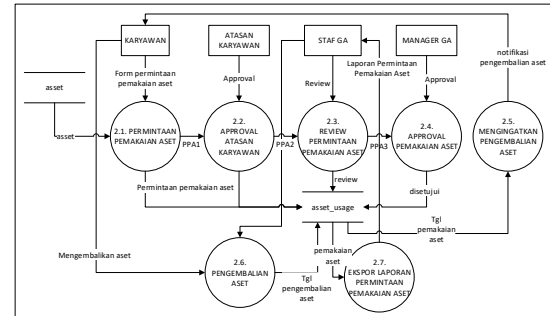 KARYAWAN
ATASAN
KARYAWAN
STAF GA
MANAGER GA
Laporan Permintaan
Pemakaian Aset
notifikasi
pengembalian aset
asset
Form permintaan
pemakaian aset
Approval
Review
Approval
asset
2.1. PERMINTAAN
PEMAKAIAN ASET
PPA1
2.2.
APPROVAL
ATASAN
KARYAWAN
PPA2
2.3.
REVIEW
PERMINTAAN
PEMAKAIAN ASET
PPA3
2.4.
APPROVAL
PEMAKAIAN ASET
2.5.
MENGINGATKAN
PENGEMBALIAN
ASET
Permintaan pemakaian aset
review
disetujui
asset_usage
Mengembalikan aset
2.6.
PENGEMBALIAN
ASET
Tgl
pengembalian
aset
pemakaian
aset
2.7.
EKSPOR LAPORAN
PERMINTAAN
PEMAKAIAN ASET
Tgl
pemakaian
aset